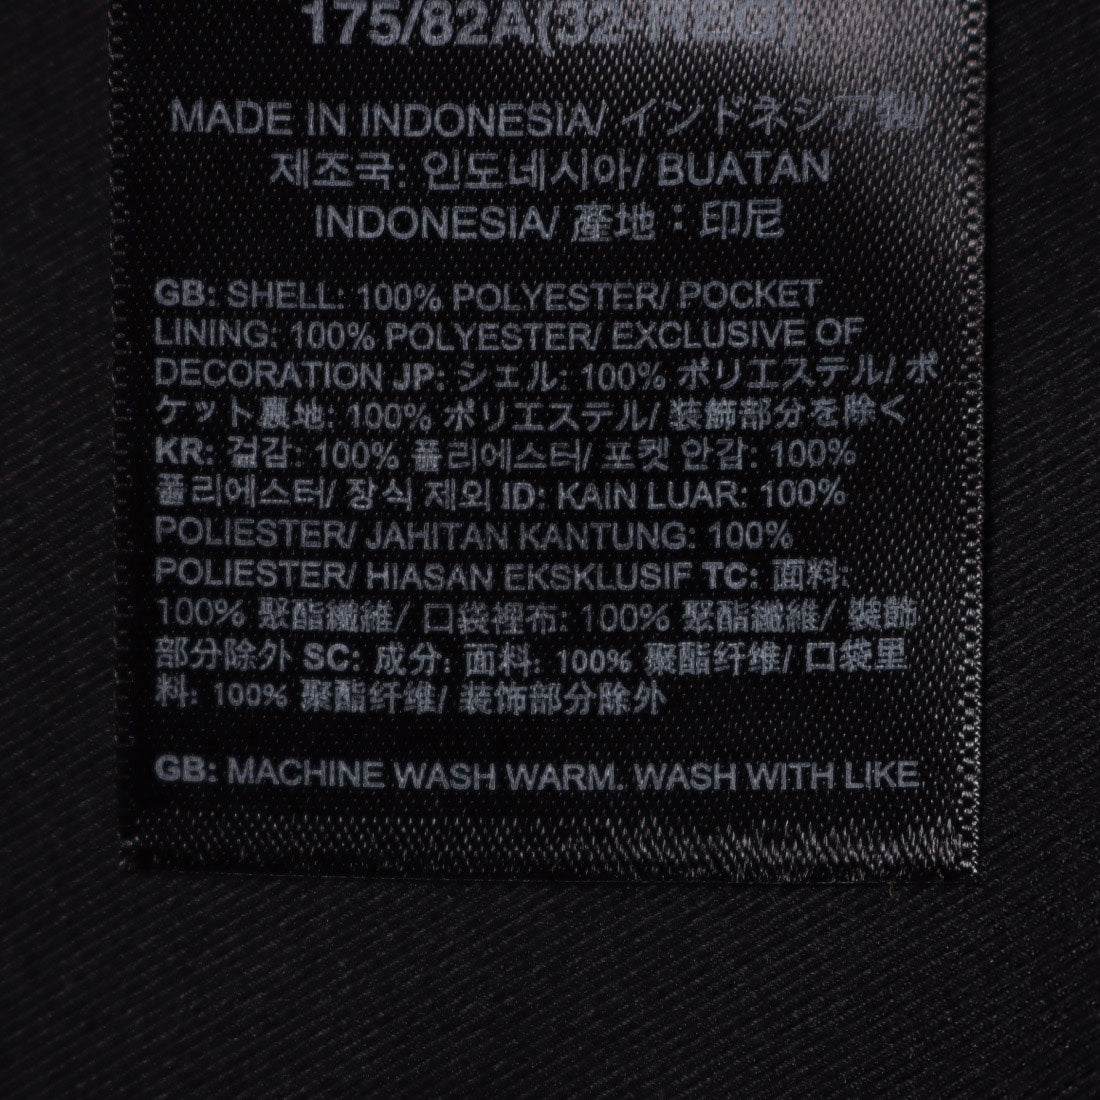 175/82A(32-REG)
MADE IN INDONESIA/ インドネシア製
제조국: 인도네시아/ BUATAN
INDONESIA/ 產地：印尼
GB: SHELL: 100% POLYESTER/ POCKET
LINING: 100% POLYESTER/ EXCLUSIVE OF
DECORATION JP: シェル: 100% ポリエステル/ ポ
ケット裏地: 100% ポリエステル/ 装飾部分を除く
KR: 겉감: 100% 폴리에스터/ 포켓 안감: 100%
폴리에스터/ 장식 제외 ID: KAIN LUAR: 100%
POLIESTER/ JAHITAN KANTUNG: 100%
POLIESTER/ HIASAN EKSKLUSIF TC: 面料:
100% 聚酯纖維/ 口袋裡布: 100% 聚酯纖維/ 裝飾
部分除外 SC: 成分: 面料: 100% 聚酯纤维/ 口袋里
料: 100% 聚酯纤维/ 装饰部分除外
GB: MACHINE WASH WARM. WASH WITH LIKE